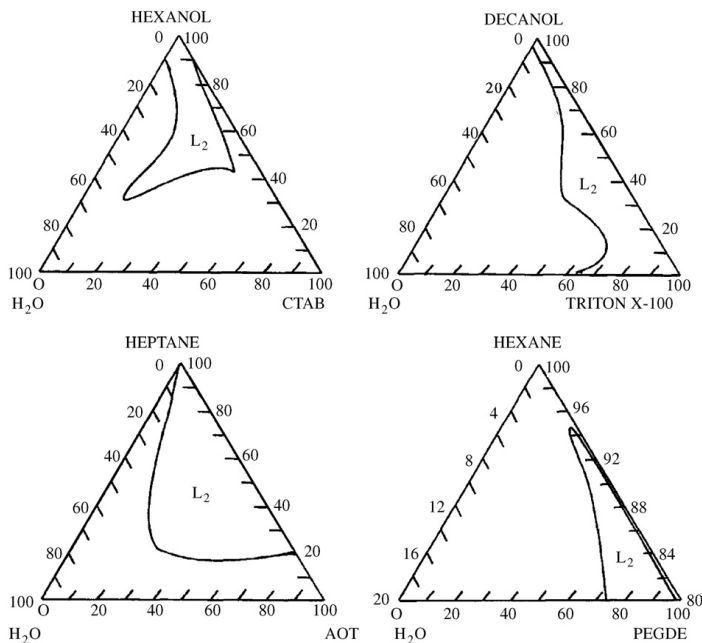 HEXANOL
0 100
20 80
L₂
40 60
60 40
80 20
100
0 20 40 60 80 100
H₂O CTAB
DECANOL
0 100
20 80
40 60
L₂
60 40
80 20
100
0 20 40 60 80 100
H₂O TRITON X-100
HEPTANE
0 100
20 80
40 60
L₂
60 40
80 20
100
0 20 40 60 80 100
H₂O AOT
HEXANE
0 100
4 96
8 92
12 88
L₂
16 84
20 80
0 20 40 60 80 100
H₂O PEGDE